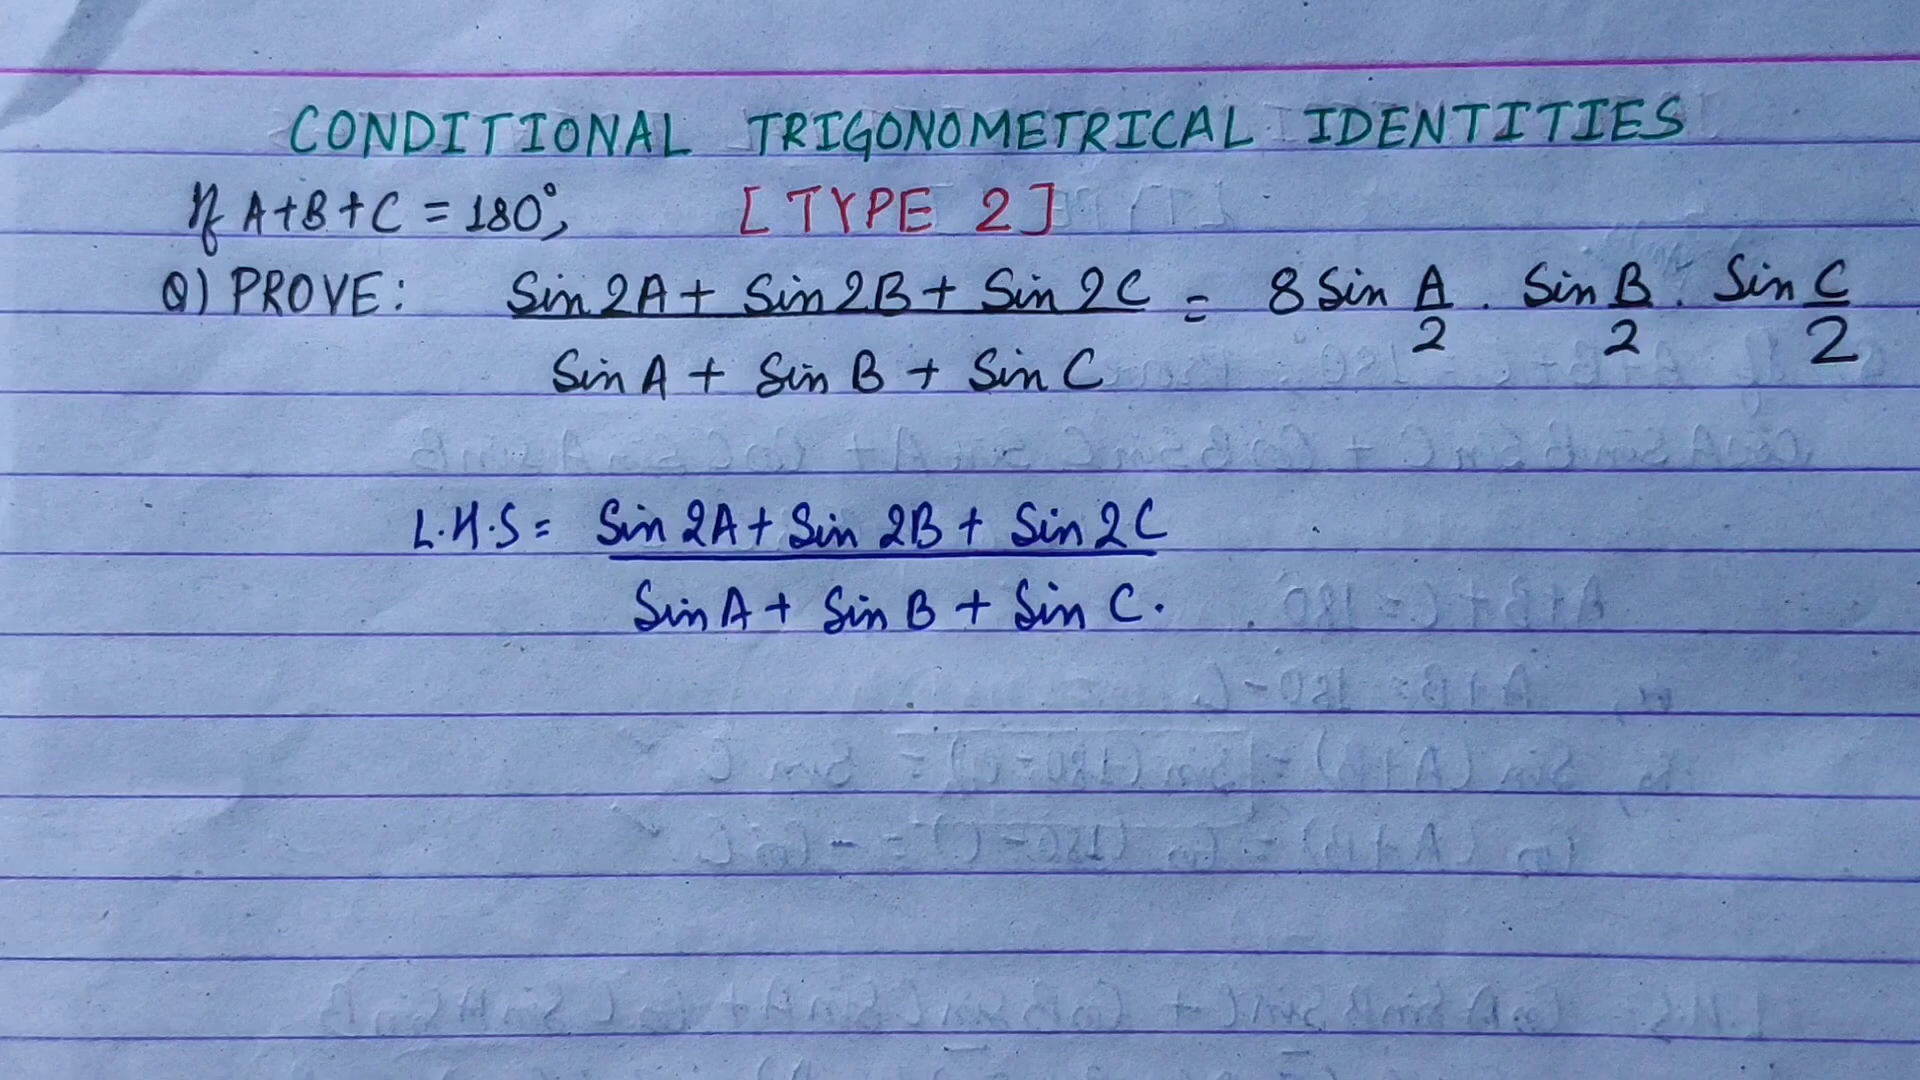 CONDITIONAL TRIGONOMETRICAL IDENTITIES
If A+B+C = 180°, [TYPE 2]
Q) PROVE: Sin 2A + Sin 2B + Sin 2C = 8 Sin A/2 . Sin B/2 . Sin C/2
Sin A + Sin B + Sin C
L.H.S = Sin 2A + Sin 2B + Sin 2C
Sin A + Sin B + Sin C.